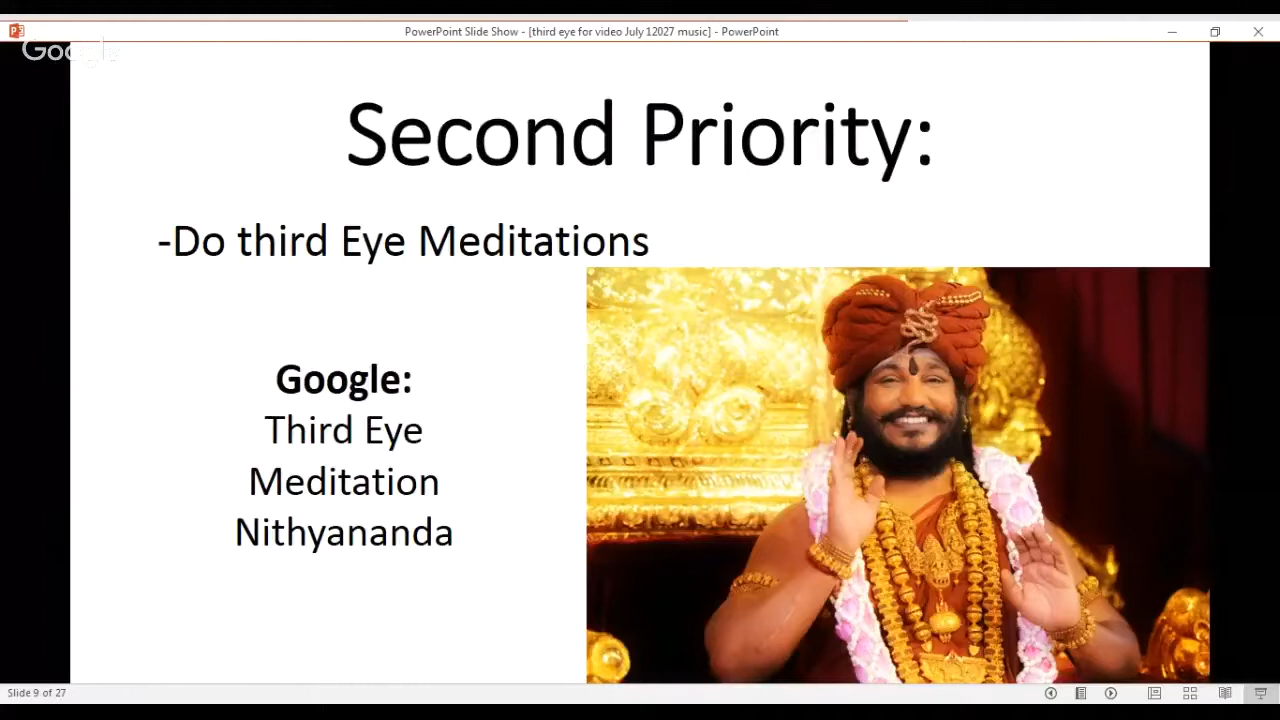 PowerPoint Slide Show - [third eye for video July 12027 music] - PowerPoint
Google
Second Priority:
-Do third Eye Meditations
Google:
Third Eye
Meditation
Nithyananda
Slide 9 of 27